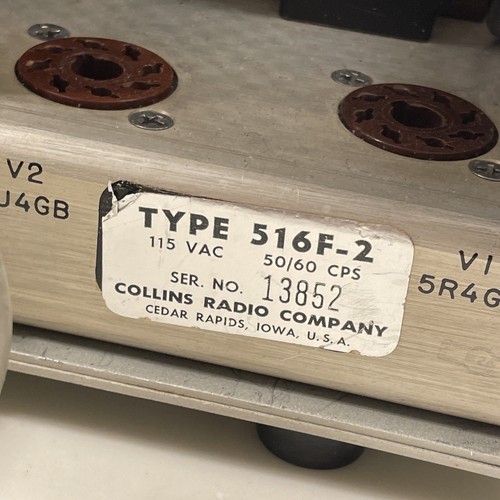 V2
J4GB
TYPE 516F-2
115 VAC 50/60 CPS
SER. NO. 13852
COLLINS RADIO COMPANY
CEDAR RAPIDS, IOWA, U.S.A.
V1
5R4G